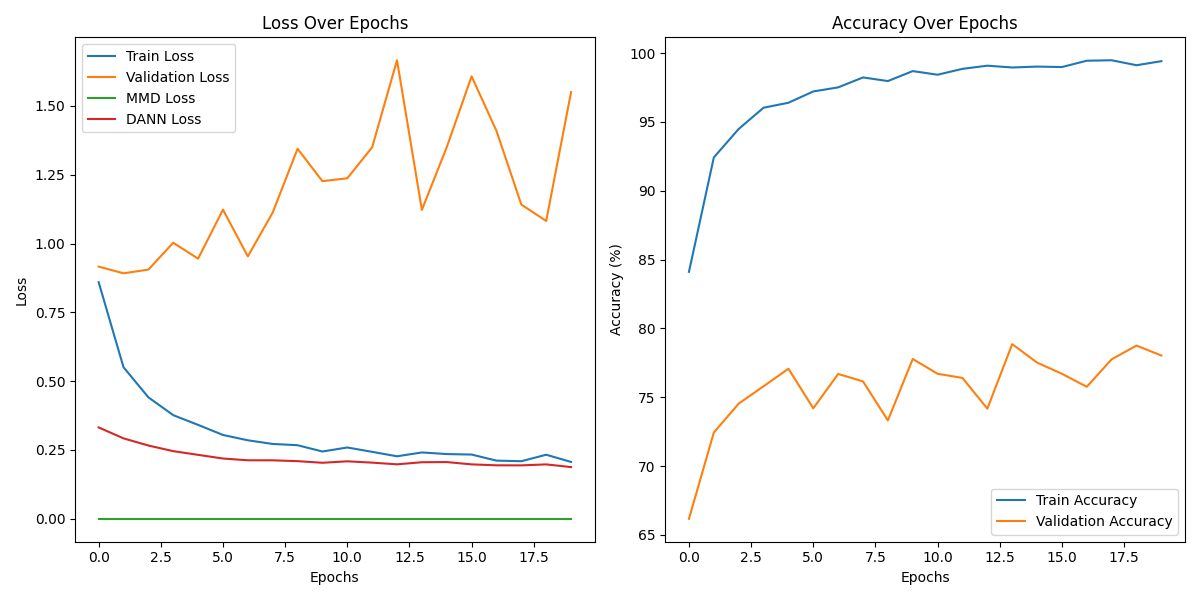 Loss Over Epochs
Train Loss
Validation Loss
MMD Loss
DANN Loss
1.50
1.25
1.00
0.75
0.50
0.25
0.00
Loss
0.0 2.5 5.0 7.5 10.0 12.5 15.0 17.5
Epochs
Accuracy Over Epochs
100
95
90
85
80
75
70
65
Accuracy (%)
Train Accuracy
Validation Accuracy
0.0 2.5 5.0 7.5 10.0 12.5 15.0 17.5
Epochs